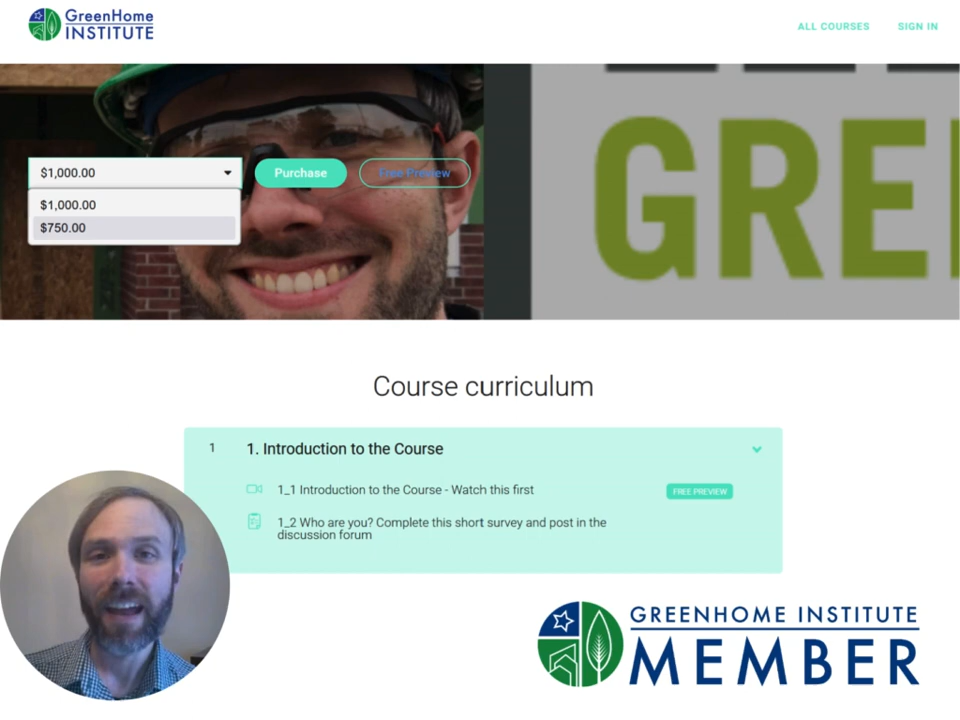 GreenHome
INSTITUTE
ALL COURSES SIGN IN
GRE
$1,000.00
Purchase
Free Preview
$1,000.00
$750.00
Course curriculum
1 1. Introduction to the Course
1_1 Introduction to the Course - Watch this first
FREE PREVIEW
1_2 Who are you? Complete this short survey and post in the
discussion forum
GREENHOME INSTITUTE
MEMBER